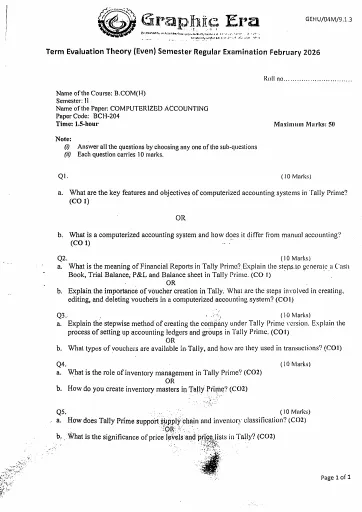 Graphic Era
GEHU/04M/9.1.3
Term Evaluation Theory (Even) Semester Regular Examination February 2026
Roll no............................
Name of the Course: B.COM(H)
Semester: II
Name of the Paper: COMPUTERIZED ACCOUNTING
Paper Code: BCH-204
Time: 1.5-hour Maximum Marks: 50
Note:
(i) Answer all the questions by choosing any one of the sub-questions
(ii) Each question carries 10 marks.
Q1. (10 Marks)
a. What are the key features and objectives of computerized accounting systems in Tally Prime?
(CO 1)
OR
b. What is a computerized accounting system and how does it differ from manual accounting?
(CO 1)
Q2. (10 Marks)
a. What is the meaning of Financial Reports in Tally Prime? Explain the steps to generate a Cash
Book, Trial Balance, P&L and Balance sheet in Tally Prime. (CO 1)
OR
b. Explain the importance of voucher creation in Tally. What are the steps involved in creating,
editing, and deleting vouchers in a computerized accounting system? (CO1)
Q3. (10 Marks)
a. Explain the stepwise method of creating the company under Tally Prime version. Explain the
process of setting up accounting ledgers and groups in Tally Prime. (CO1)
OR
b. What types of vouchers are available in Tally, and how are they used in transactions? (CO1)
Q4. (10 Marks)
a. What is the role of inventory management in Tally Prime? (CO2)
OR
b. How do you create inventory masters in Tally Prime? (CO2)
Q5. (10 Marks)
a. How does Tally Prime support supply chain and inventory classification? (CO2)
OR
b. What is the significance of price levels and price lists in Tally? (CO2)
Page 1 of 1